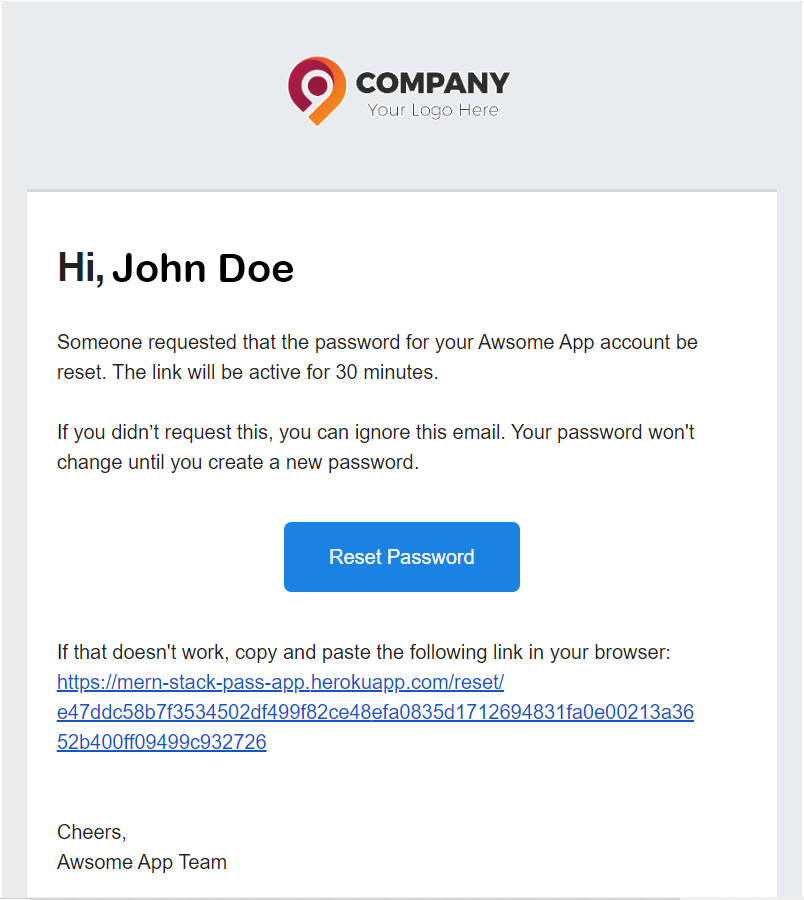 COMPANY
Your Logo Here
Hi, John Doe
Someone requested that the password for your Awsome App account be
reset. The link will be active for 30 minutes.
If you didn’t request this, you can ignore this email. Your password won't
change until you create a new password.
Reset Password
If that doesn't work, copy and paste the following link in your browser:
https://mern-stack-pass-app.herokuapp.com/reset/
e47ddc58b7f3534502df499f82ce48efa0835d1712694831fa0e00213a36
52b400ff09499c932726
Cheers,
Awsome App Team